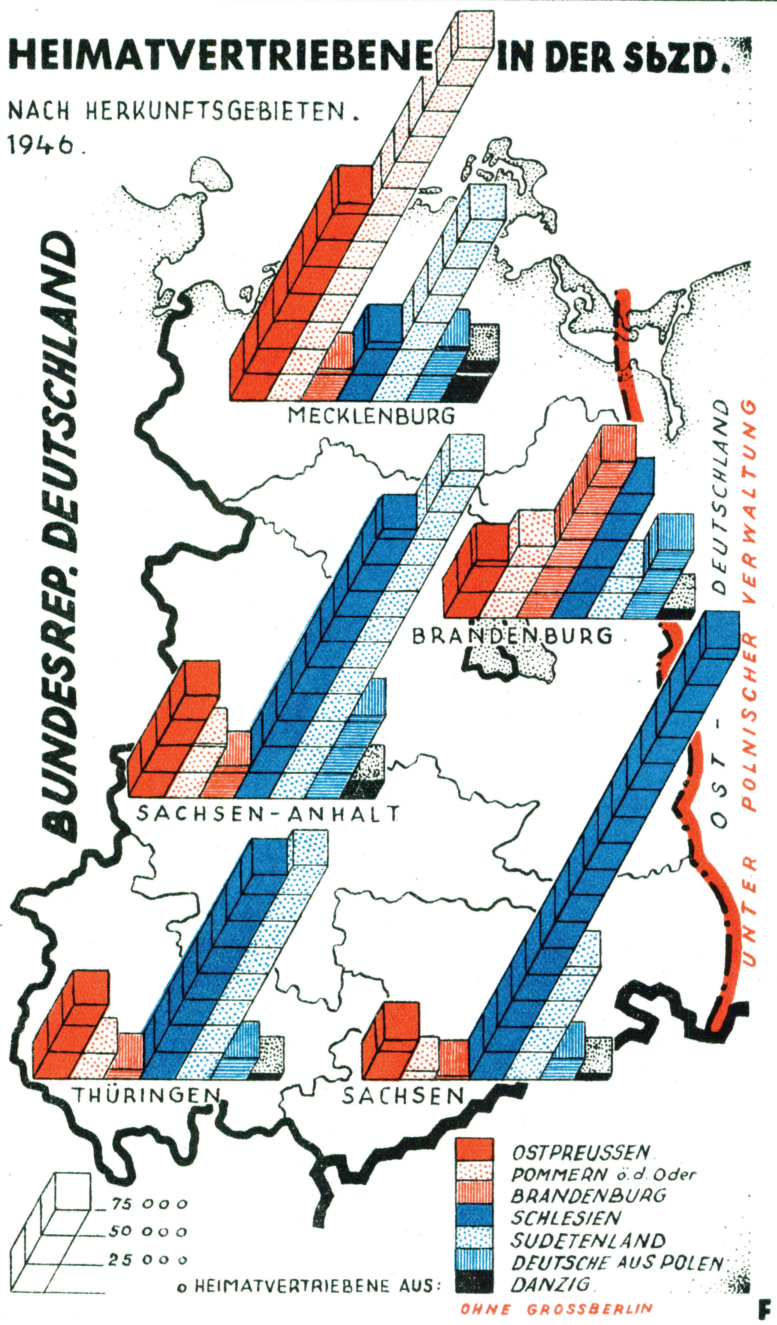 HEIMATVERTRIEBENE IN DER SbZD.
NACH HERKUNFTSGEBIETEN.
1946.
BUNDESREP. DEUTSCHLAND
MECKLENBURG
BRANDENBURG
OST-DEUTSCHLAND
UNTER POLNISCHER VERWALTUNG
SACHSEN-ANHALT
THÜRINGEN
SACHSEN
75 000
50 000
25 000
o HEIMATVERTRIEBENE AUS:
OSTPREUSSEN
POMMERN ö.d.Oder
BRANDENBURG
SCHLESIEN
SUDETENLAND
DEUTSCHE AUS POLEN
DANZIG
OHNE GROSSBERLIN
F